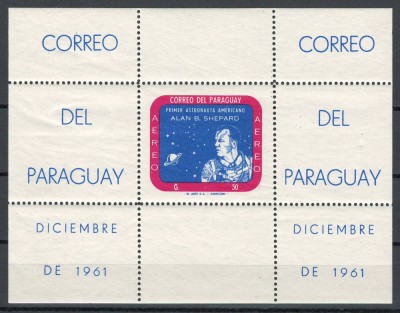 CORREO
CORREO
DEL
DEL
PARAGUAY
PARAGUAY
DICIEMBRE
DICIEMBRE
DE 1961
DE 1961
CORREO DEL PARAGUAY
PRIMER ASTRONAUTA AMERICANO
ALAN B. SHEPARD
AEREO
AEREO
G. 50